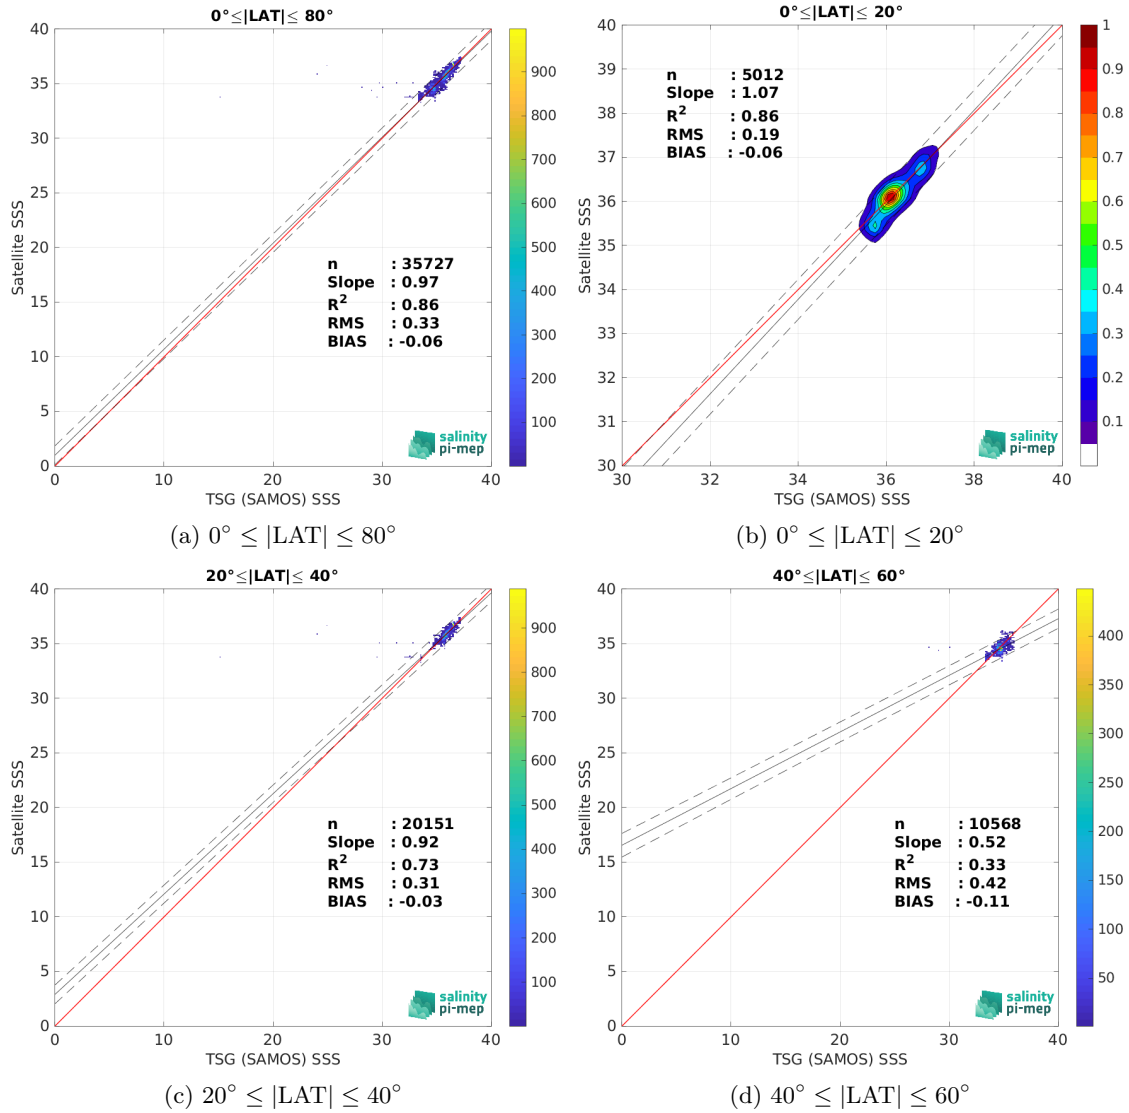 0°≤|LAT|≤ 80°
40
35
30
25
20
15
10
5
0
0
10
20
30
40
Satellite SSS
TSG (SAMOS) SSS
n : 35727
Slope : 0.97
R² : 0.86
RMS : 0.33
BIAS : -0.06
salinity
pi-mep
900
800
700
600
500
400
300
200
100
(a) 0° ≤ |LAT| ≤ 80°
0°≤|LAT|≤ 20°
40
39
38
37
36
35
34
33
32
31
30
30
32
34
36
38
40
Satellite SSS
TSG (SAMOS) SSS
n : 5012
Slope : 1.07
R² : 0.86
RMS : 0.19
BIAS : -0.06
salinity
pi-mep
1
0.9
0.8
0.7
0.6
0.5
0.4
0.3
0.2
0.1
(b) 0° ≤ |LAT| ≤ 20°
20°≤|LAT|≤ 40°
40
35
30
25
20
15
10
5
0
0
10
20
30
40
Satellite SSS
TSG (SAMOS) SSS
n : 20151
Slope : 0.92
R² : 0.73
RMS : 0.31
BIAS : -0.03
salinity
pi-mep
900
800
700
600
500
400
300
200
100
(c) 20° ≤ |LAT| ≤ 40°
40°≤|LAT|≤ 60°
40
35
30
25
20
15
10
5
0
0
10
20
30
40
Satellite SSS
TSG (SAMOS) SSS
n : 10568
Slope : 0.52
R² : 0.33
RMS : 0.42
BIAS : -0.11
salinity
pi-mep
400
350
300
250
200
150
100
50
(d) 40° ≤ |LAT| ≤ 60°